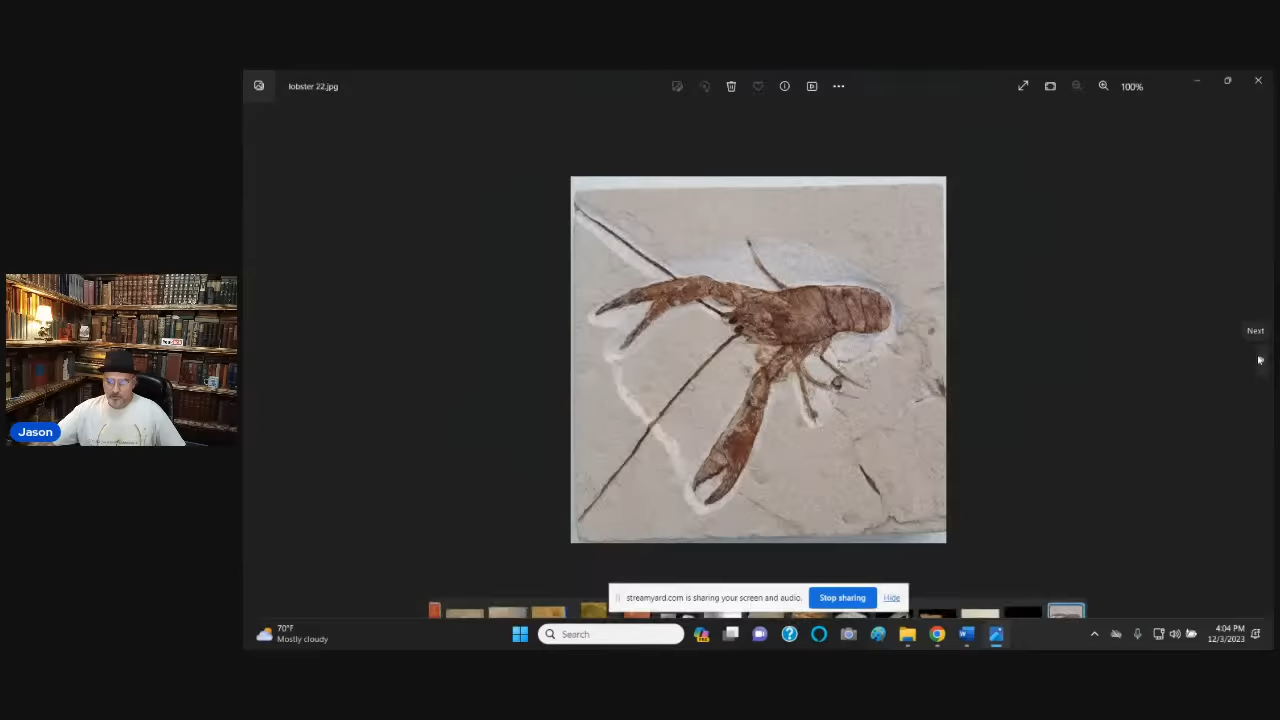 lobster 22.jpg
100%
Next
Jason
streamyard.com is sharing your screen and audio.
Stop sharing
Hide
70°F
Mostly cloudy
Search
4:04 PM
12/3/2023